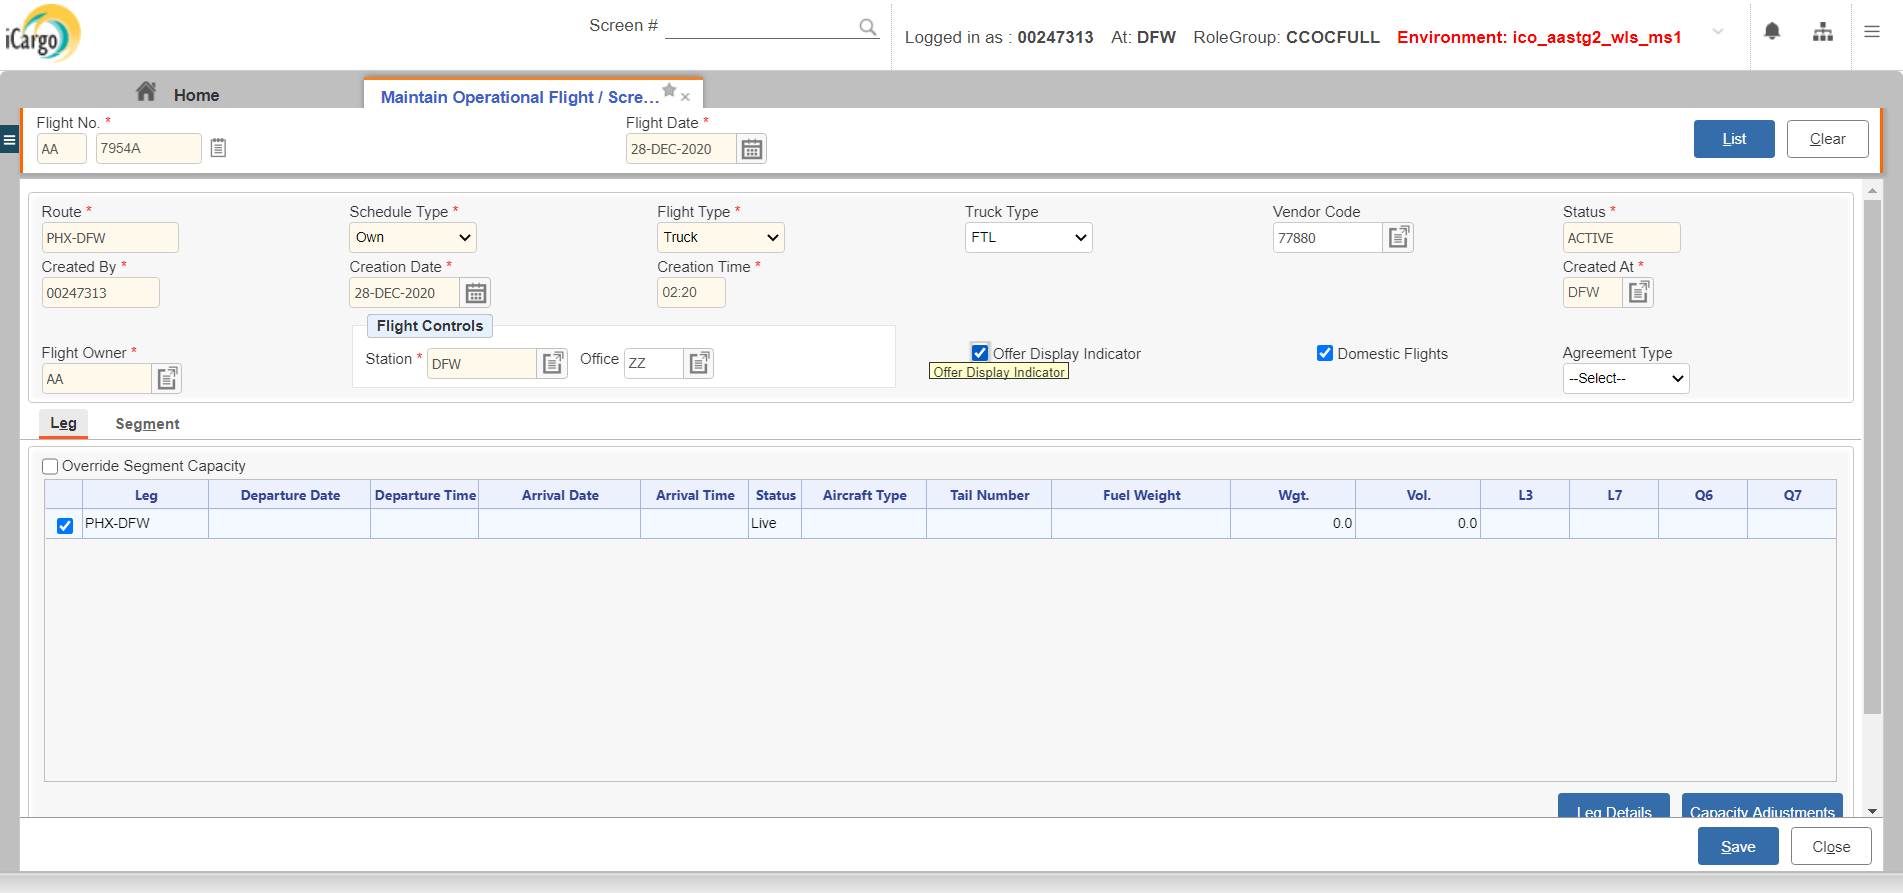 iCargo
Screen #
Logged in as : 00247313 At: DFW RoleGroup: CCOCFULL Environment: ico_aastg2_wls_ms1
Home
Maintain Operational Flight / Scre...
Flight No. *
Flight Date *
AA 7954A
28-DEC-2020
List
Clear
Route * Schedule Type * Flight Type * Truck Type Vendor Code Status *
PHX-DFW Own Truck FTL 77880 ACTIVE
Created By * Creation Date * Creation Time * Created At *
00247313 28-DEC-2020 02:20 DFW
Flight Controls
Flight Owner * Station * DFW Office ZZ Offer Display Indicator Domestic Flights Agreement Type
AA Offer Display Indicator --Select--
Leg Segment
Override Segment Capacity
Leg Departure Date Departure Time Arrival Date Arrival Time Status Aircraft Type Tail Number Fuel Weight Wgt. Vol. L3 L7 Q6 Q7
PHX-DFW Live 0.0 0.0
Leg Details Capacity Adjustments
Save Close